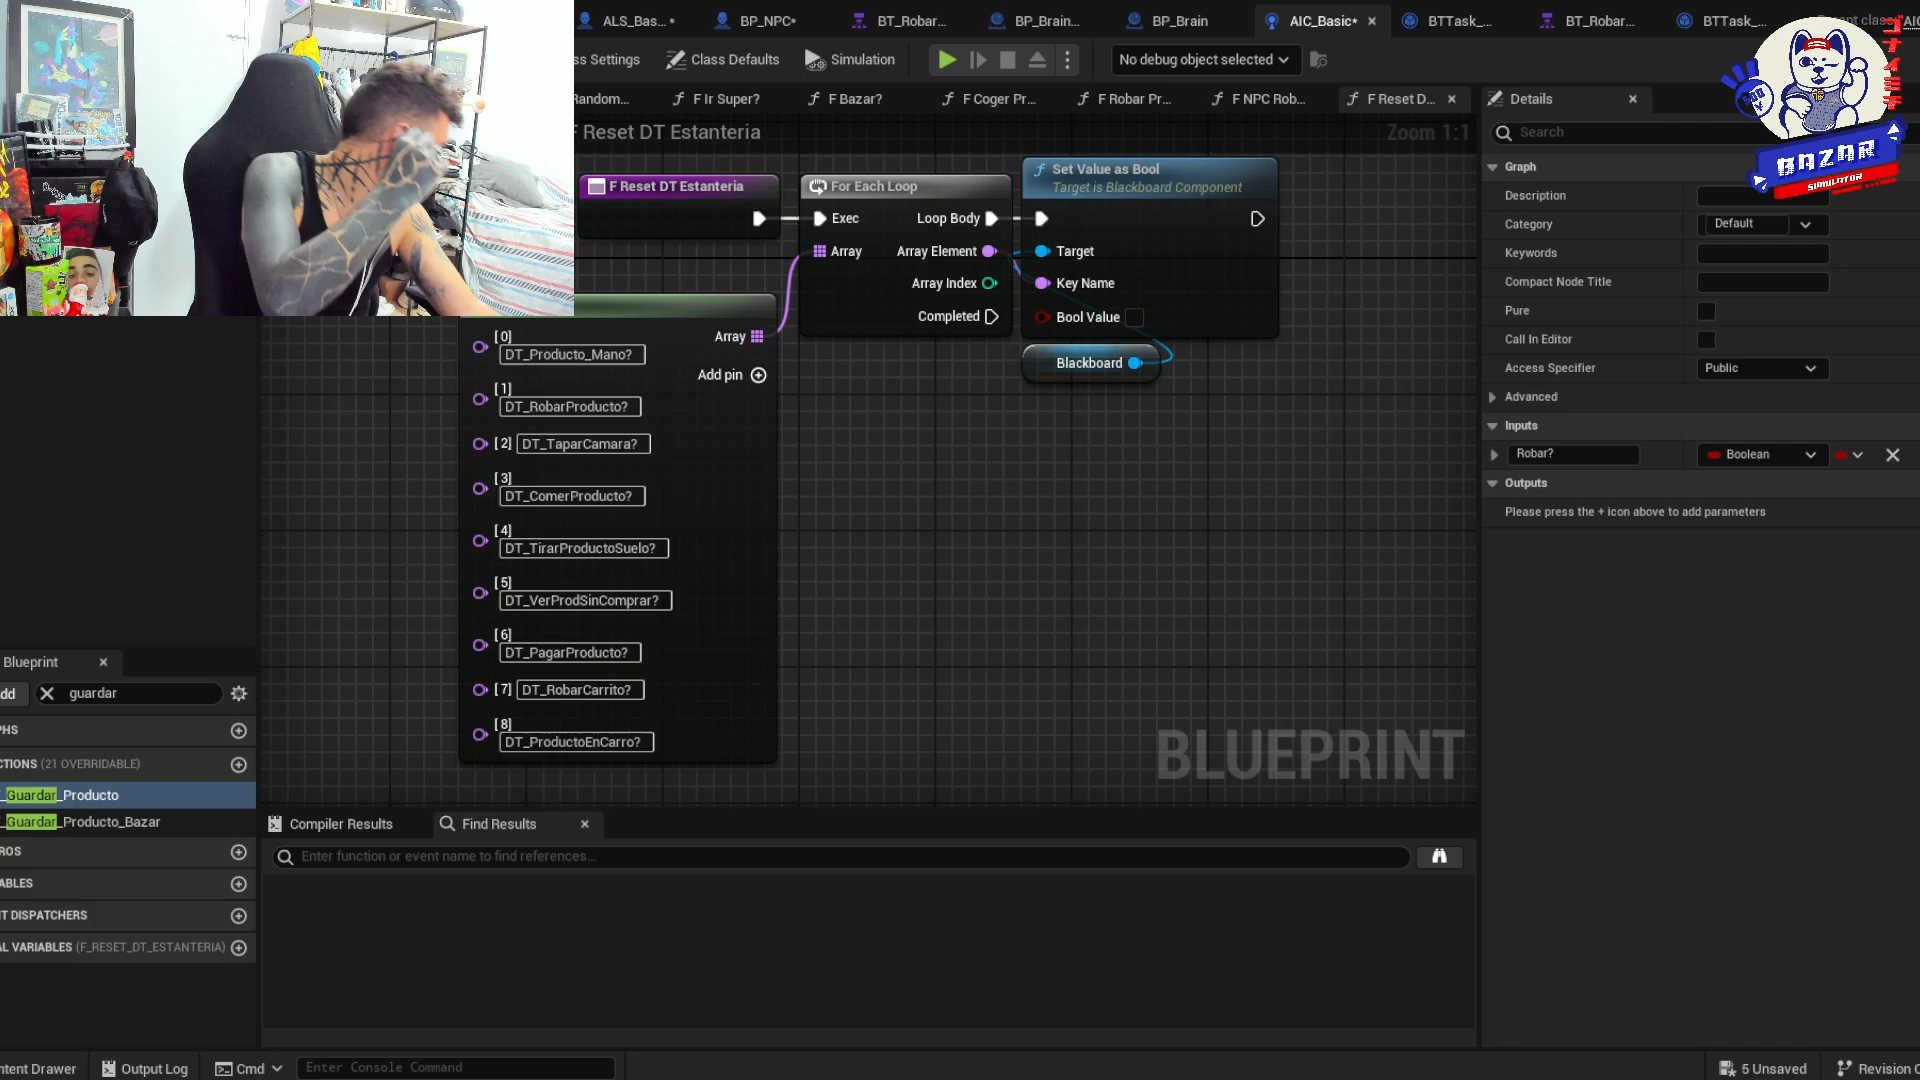 ALS_Bas...*
BP_NPC*
BT_Robar...
BP_Brain...
BP_Brain
AIC_Basic*
BTTask_...
BT_Robar...
BTTask_...
ss Settings
Class Defaults
Simulation
No debug object selected
Random...
F Ir Super?
F Bazar?
F Coger Pr...
F Robar Pr...
F NPC Rob...
F Reset D...
Details
F Reset DT Estanteria
Zoom 1:1
Search
BAZAR
SIMULATOR
F Reset DT Estanteria
For Each Loop
Exec
Loop Body
Array
Array Element
Array Index
Completed
Set Value as Bool
Target is Blackboard Component
Target
Key Name
Bool Value
Blackboard
Array
Add pin
[0]
DT_Producto_Mano?
[1]
DT_RobarProducto?
[2] DT_TaparCamara?
[3]
DT_ComerProducto?
[4]
DT_TirarProductoSuelo?
[5]
DT_VerProdSinComprar?
[6]
DT_PagarProducto?
[7] DT_RobarCarrito?
[8]
DT_ProductoEnCarro?
BLUEPRINT
Graph
Description
Category
Default
Keywords
Compact Node Title
Pure
Call In Editor
Access Specifier
Public
Advanced
Inputs
Robar?
Boolean
Outputs
Please press the + icon above to add parameters
Blueprint
dd
guardar
PHS
CTIONS (21 OVERRIDABLE)
_Guardar_Producto
_Guardar_Producto_Bazar
ROS
ABLES
T DISPATCHERS
AL VARIABLES (F_RESET_DT_ESTANTERIA)
Compiler Results
Find Results
Enter function or event name to find references...
ntent Drawer
Output Log
Cmd
Enter Console Command
5 Unsaved
Revision C